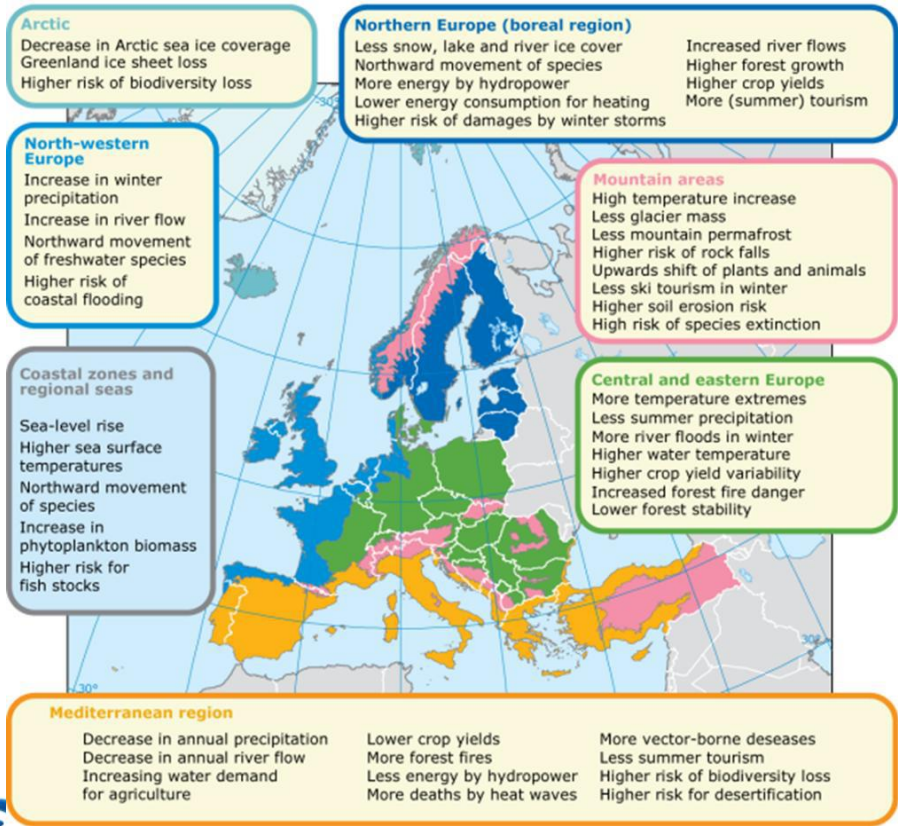 Arctic
Decrease in Arctic sea ice coverage
Greenland ice sheet loss
Higher risk of biodiversity loss
Northern Europe (boreal region)
Less snow, lake and river ice cover
Northward movement of species
More energy by hydropower
Lower energy consumption for heating
Higher risk of damages by winter storms
Increased river flows
Higher forest growth
Higher crop yields
More (summer) tourism
North-western
Europe
Increase in winter
precipitation
Increase in river flow
Northward movement
of freshwater species
Higher risk of
coastal flooding
Mountain areas
High temperature increase
Less glacier mass
Less mountain permafrost
Higher risk of rock falls
Upwards shift of plants and animals
Less ski tourism in winter
Higher soil erosion risk
High risk of species extinction
Coastal zones and
regional seas
Sea-level rise
Higher sea surface
temperatures
Northward movement
of species
Increase in
phytoplankton biomass
Higher risk for
fish stocks
Central and eastern Europe
More temperature extremes
Less summer precipitation
More river floods in winter
Higher water temperature
Higher crop yield variability
Increased forest fire danger
Lower forest stability
-30°
30°
-30°
Mediterranean region
Decrease in annual precipitation
Decrease in annual river flow
Increasing water demand
for agriculture
Lower crop yields
More forest fires
Less energy by hydropower
More deaths by heat waves
More vector-borne deseases
Less summer tourism
Higher risk of biodiversity loss
Higher risk for desertification